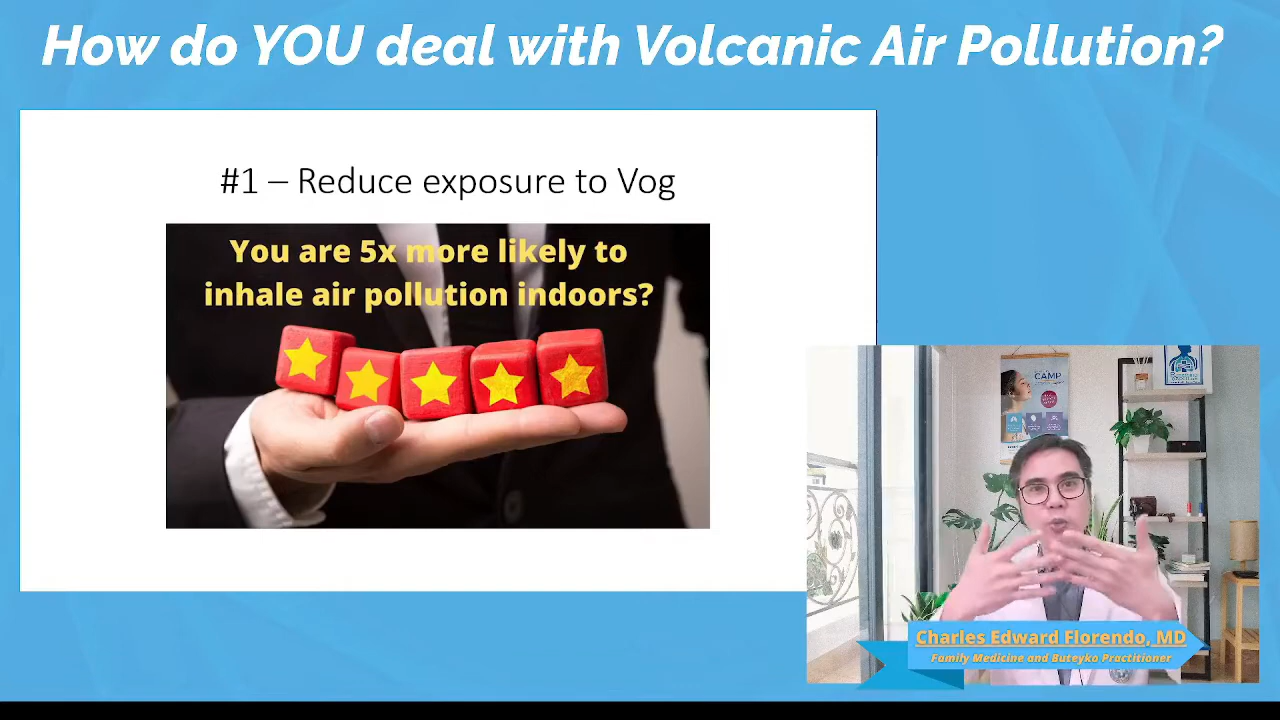 How do YOU deal with Volcanic Air Pollution?
#1 – Reduce exposure to Vog
You are 5x more likely to
inhale air pollution indoors?
CAMP
Charles Edward Florendo, MD
Family Medicine and Buteyko Practitioner